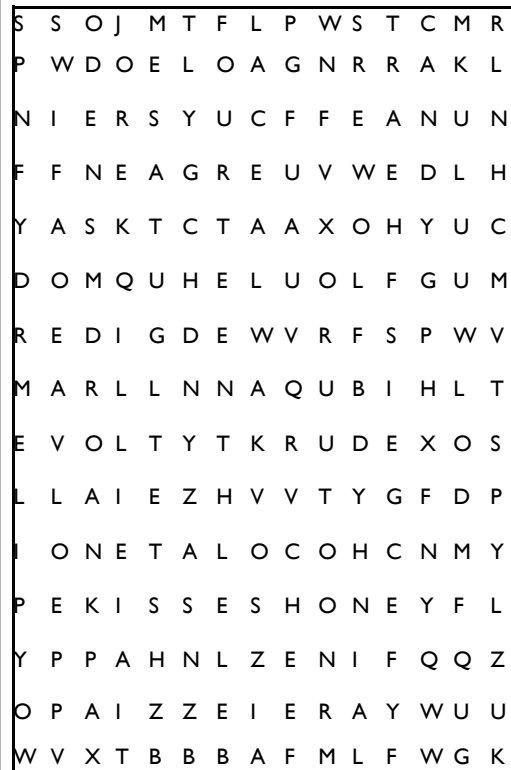 S S O J M T F L P W S T C M R
P W D O E L O A G N R R A K L
N I E R S Y U C F F E A N U N
F F N E A G R E U V W E D L H
Y A S K T C T A A X O H Y U C
D O M Q U H E L U O L F G U M
R E D I G D E W V R F S P W V
M A R L L N N A Q U B I H L T
E V O L T Y T K R U D E X O S
L L A I E Z H V V T Y G F D P
I O N E T A L O C O H C N M Y
P E K I S S E S H O N E Y F L
Y P P A H N L Z E N I F Q Q Z
O P A I Z Z E I E R A Y W U U
W V X T B B B A F M L F W G K